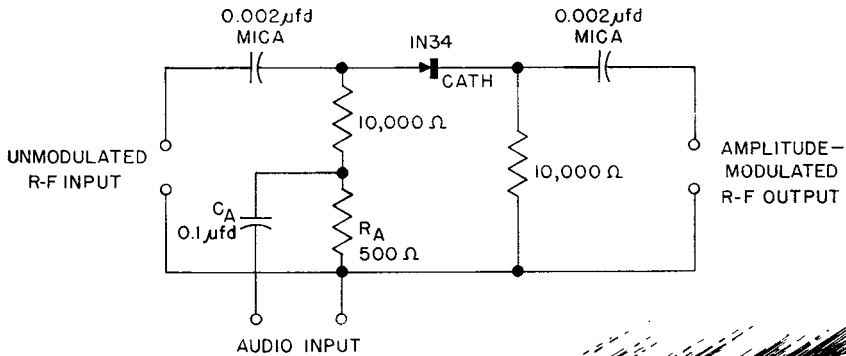 0.002µfd
MICA
0.002µfd
MICA
IN34
CATH
10,000 Ω
10,000 Ω
UNMODULATED
R-F INPUT
AMPLITUDE-
MODULATED
R-F OUTPUT
CA
0.1µfd
RA
500 Ω
AUDIO INPUT